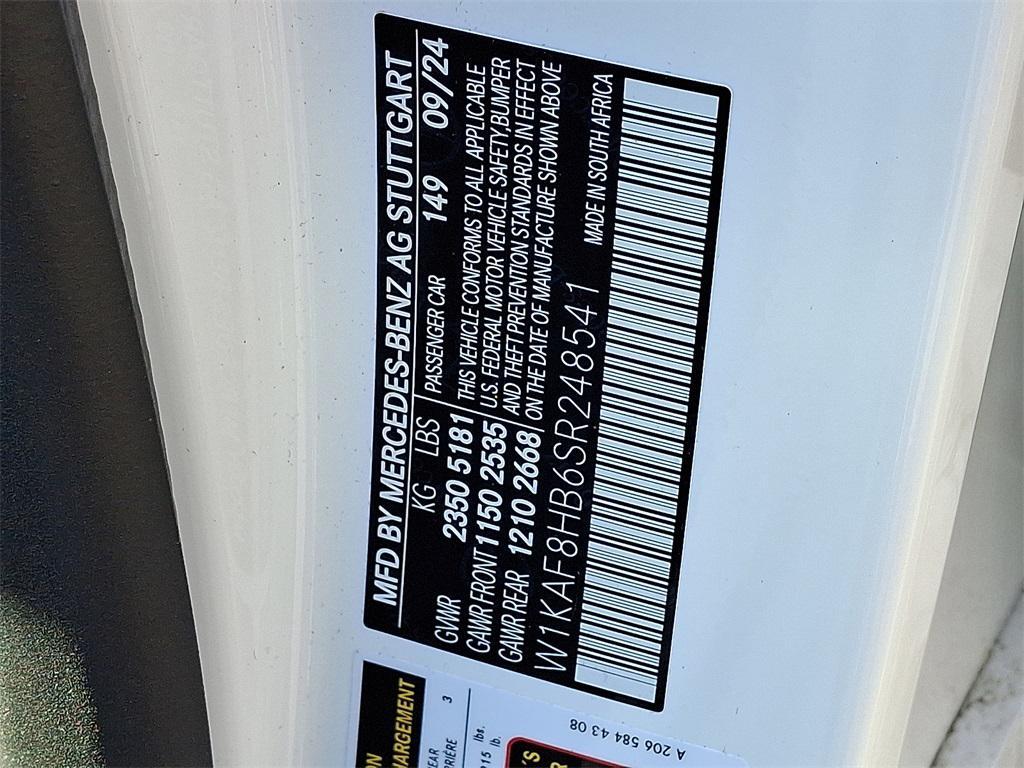 MFD BY MERCEDES-BENZ AG STUTTGART
KG LBS PASSENGER CAR 149 09/24
GVWR 2350 5181
GAWR FRONT 1150 2535
GAWR REAR 1210 2668
THIS VEHICLE CONFORMS TO ALL APPLICABLE
U.S. FEDERAL MOTOR VEHICLE SAFETY,BUMPER
AND THEFT PREVENTION STANDARDS IN EFFECT
ON THE DATE OF MANUFACTURE SHOWN ABOVE
W1KAF8HB6SR248541 MADE IN SOUTH AFRICA
3
lbs.
lb.
A 206 584 43 08